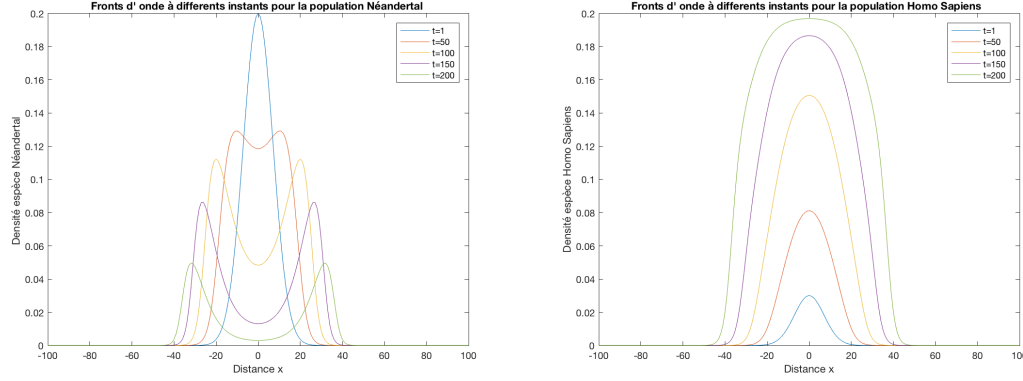 Fronts d' onde à differents instants pour la population Néandertal
Densité espèce Néandertal
0.2
0.18
0.16
0.14
0.12
0.1
0.08
0.06
0.04
0.02
0
-100
-80
-60
-40
-20
0
20
40
60
80
100
Distance x
t=1
t=50
t=100
t=150
t=200
Fronts d' onde à differents instants pour la population Homo Sapiens
Densité espèce Homo Sapiens
0.2
0.18
0.16
0.14
0.12
0.1
0.08
0.06
0.04
0.02
0
-100
-80
-60
-40
-20
0
20
40
60
80
100
Distance x
t=1
t=50
t=100
t=150
t=200